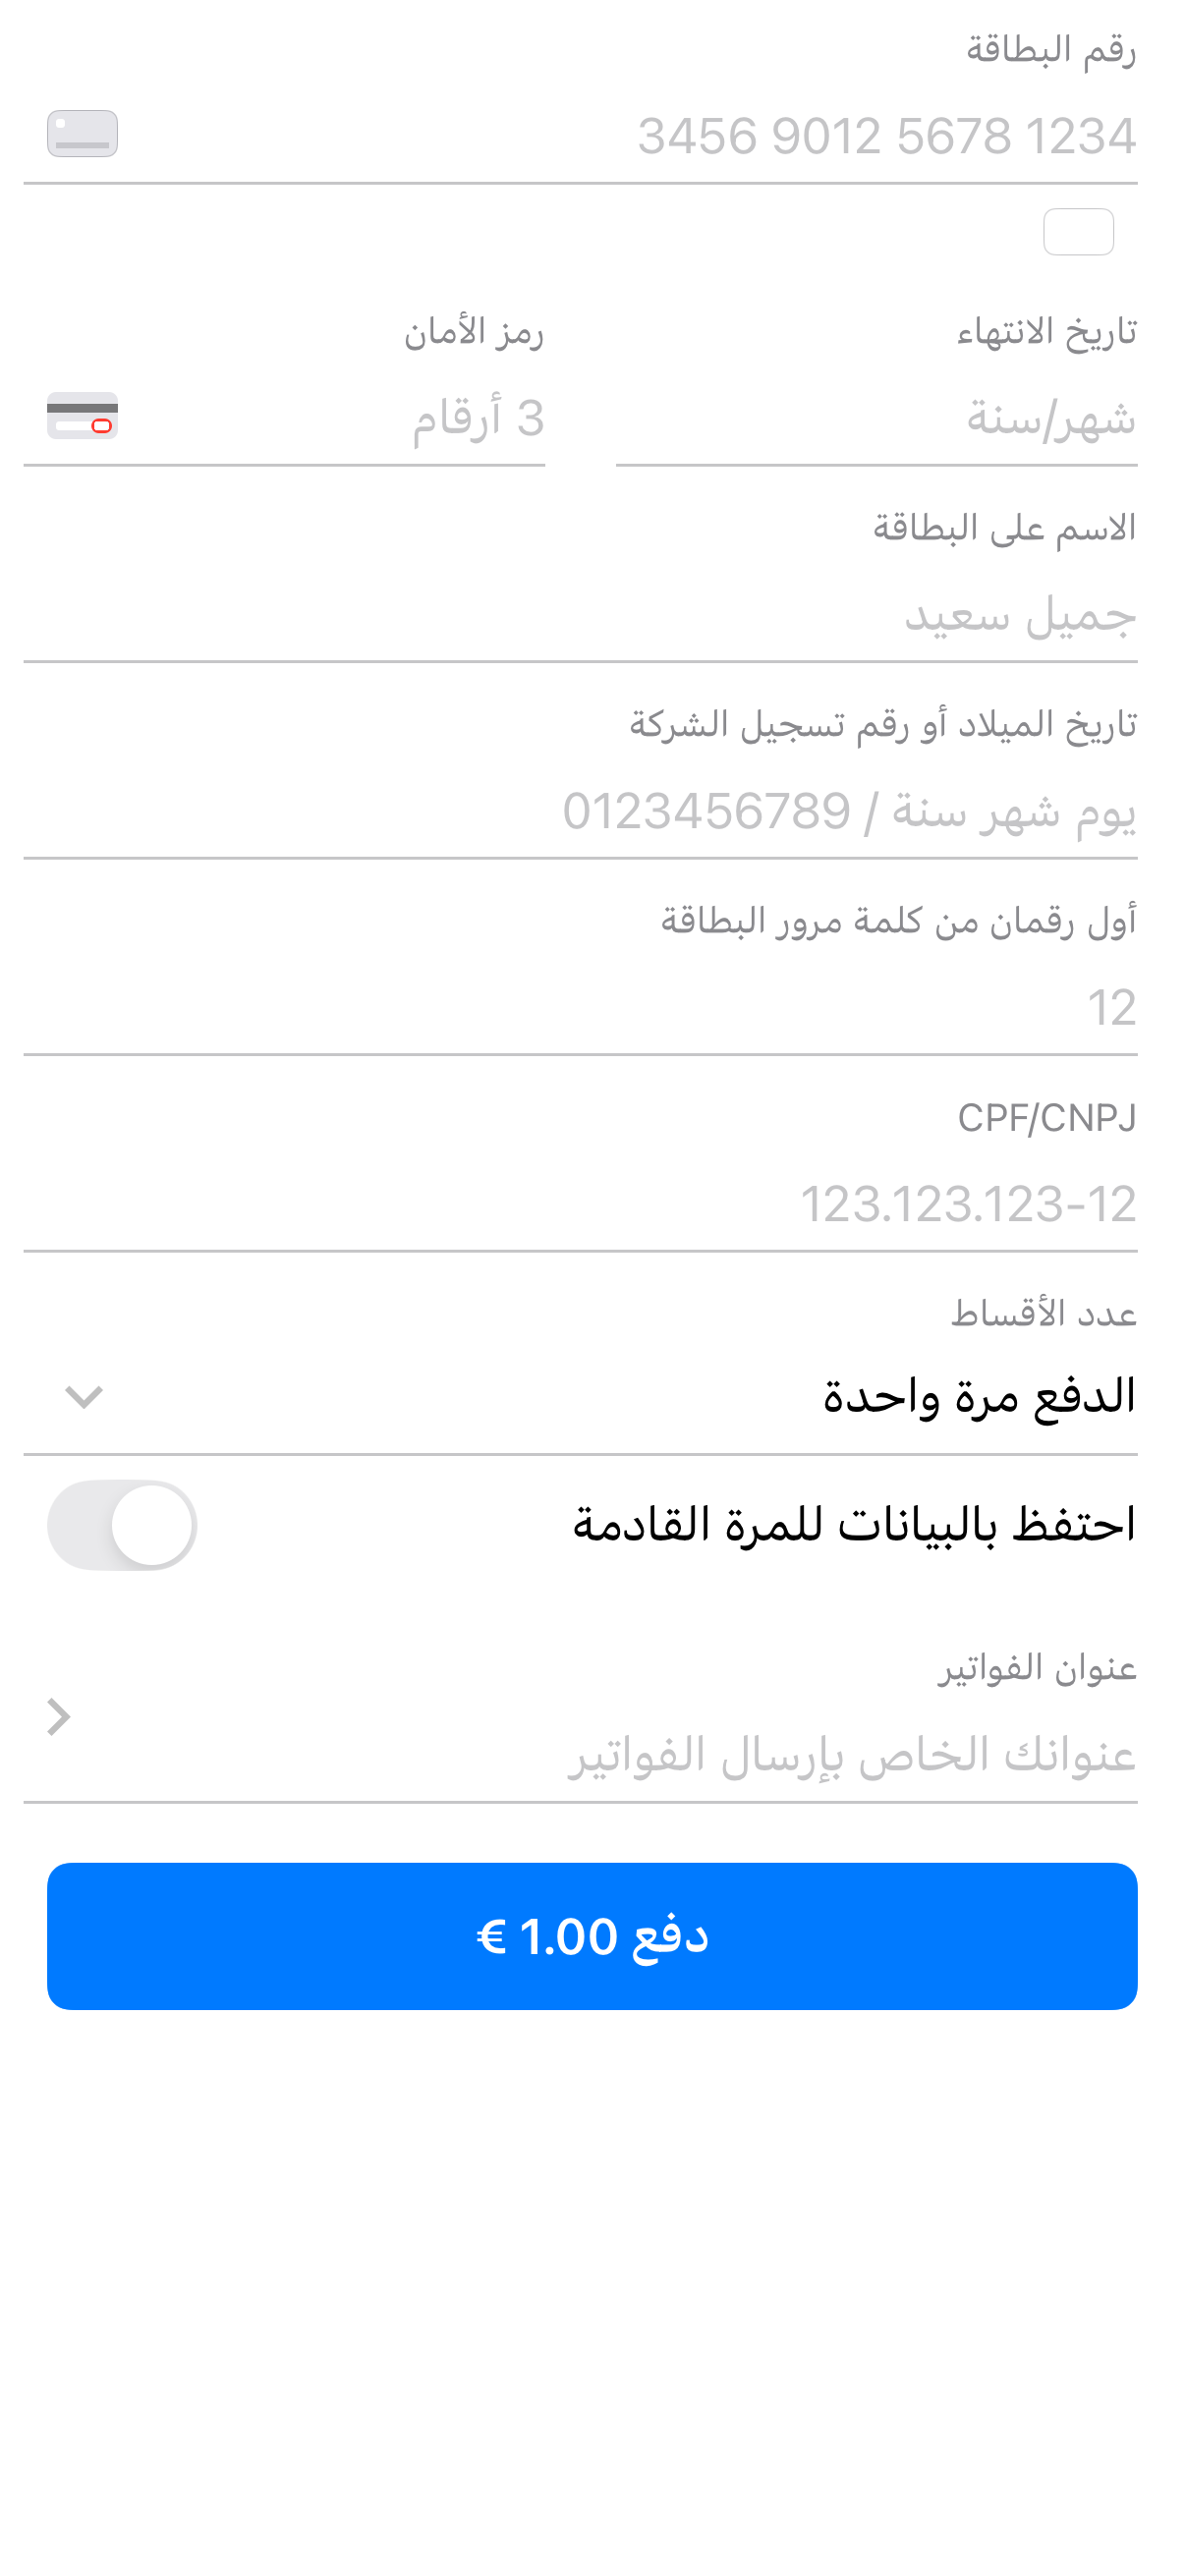 رقم البطاقة
3456 9012 5678 1234
تاريخ الانتهاء
شهر/سنة
رمز الأمان
3 أرقام
الاسم على البطاقة
جميل سعيد
تاريخ الميلاد أو رقم تسجيل الشركة
يوم شهر سنة / 0123456789
أول رقمان من كلمة مرور البطاقة
12
CPF/CNPJ
123.123.123-12
عدد الأقساط
الدفع مرة واحدة
احتفظ بالبيانات للمرة القادمة
عنوان الفواتير
عنوانك الخاص بإرسال الفواتير
دفع 1.00 €